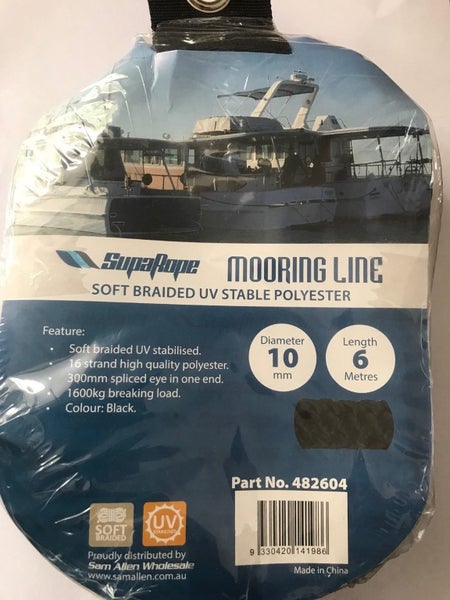 SupaRope MOORING LINE
SOFT BRAIDED UV STABLE POLYESTER
Feature:
• Soft braided UV stabilised.
• 16 strand high quality polyester.
• 300mm spliced eye in one end.
• 1600kg breaking load.
• Colour: Black.
Diameter
10
mm
Length
6
Metres
Part No. 482604
9 330420 141986
Made in China
SOFT
BRAIDED
UV
STABILISED
Proudly distributed by
Sam Allen Wholesale
www.samallen.com.au